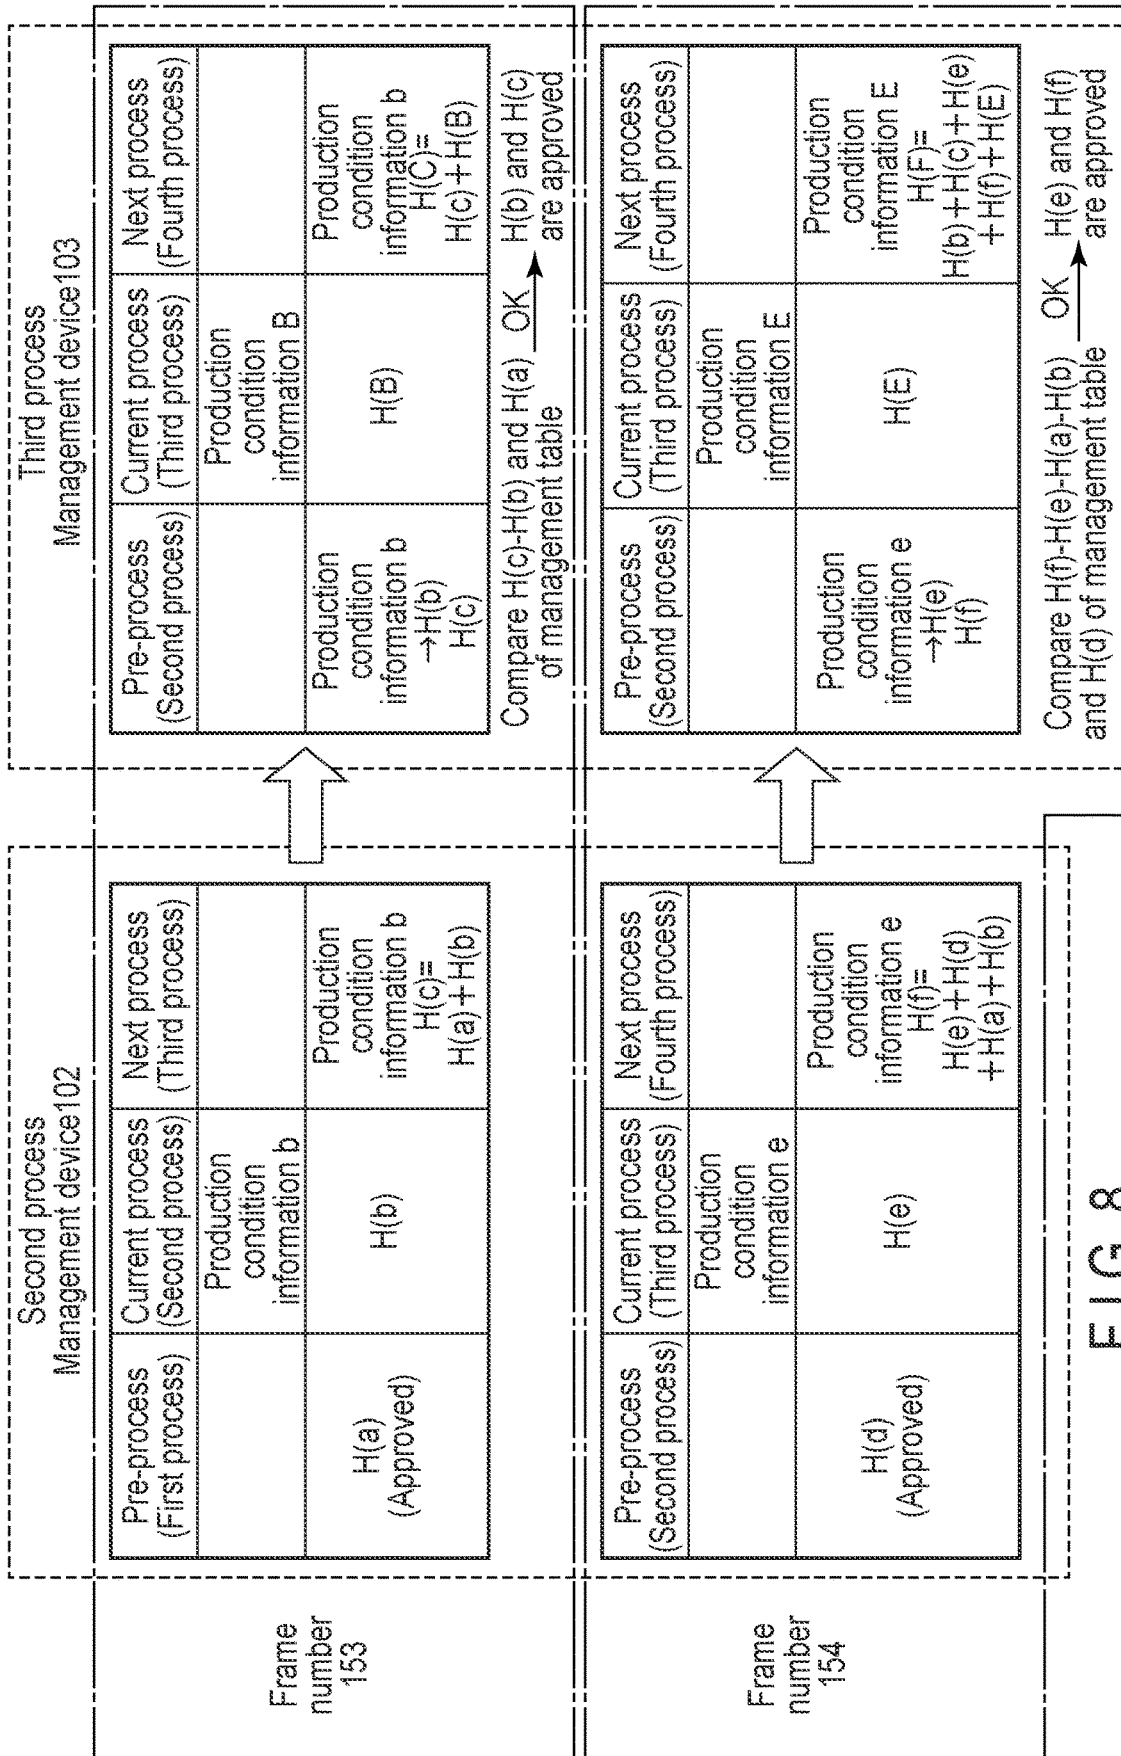 Second process
Management device102
Third process
Management device103
Frame
number
153
Pre-process
(First process)
Current process
(Second process)
Next process
(Third process)
Production
condition
information b
H(a)
(Approved)
H(b)
Production
condition
information b
H(c)=
H(a)+H(b)
Pre-process
(Second process)
Current process
(Third process)
Next process
(Fourth process)
Production
condition
information B
Production
condition
information b
→H(b)
H(c)
H(B)
Production
condition
information b
H(C)=
H(c)+H(B)
Compare H(c)-H(b) and H(a)
of management table
OK
H(b) and H(c)
are approved
Frame
number
154
Pre-process
(Second process)
Current process
(Third process)
Next process
(Fourth process)
Production
condition
information e
H(d)
(Approved)
H(e)
Production
condition
information e
H(f)=
H(e)+H(d)
+H(a)+H(b)
Pre-process
(Second process)
Current process
(Third process)
Next process
(Fourth process)
Production
condition
information E
Production
condition
information e
→H(e)
H(f)
H(E)
Production
condition
information E
H(F)=
H(b)+H(c)+H(e)
+H(f)+H(E)
Compare H(f)-H(e)-H(a)-H(b)
and H(d) of management table
OK
H(e) and H(f)
are approved
FIG 8